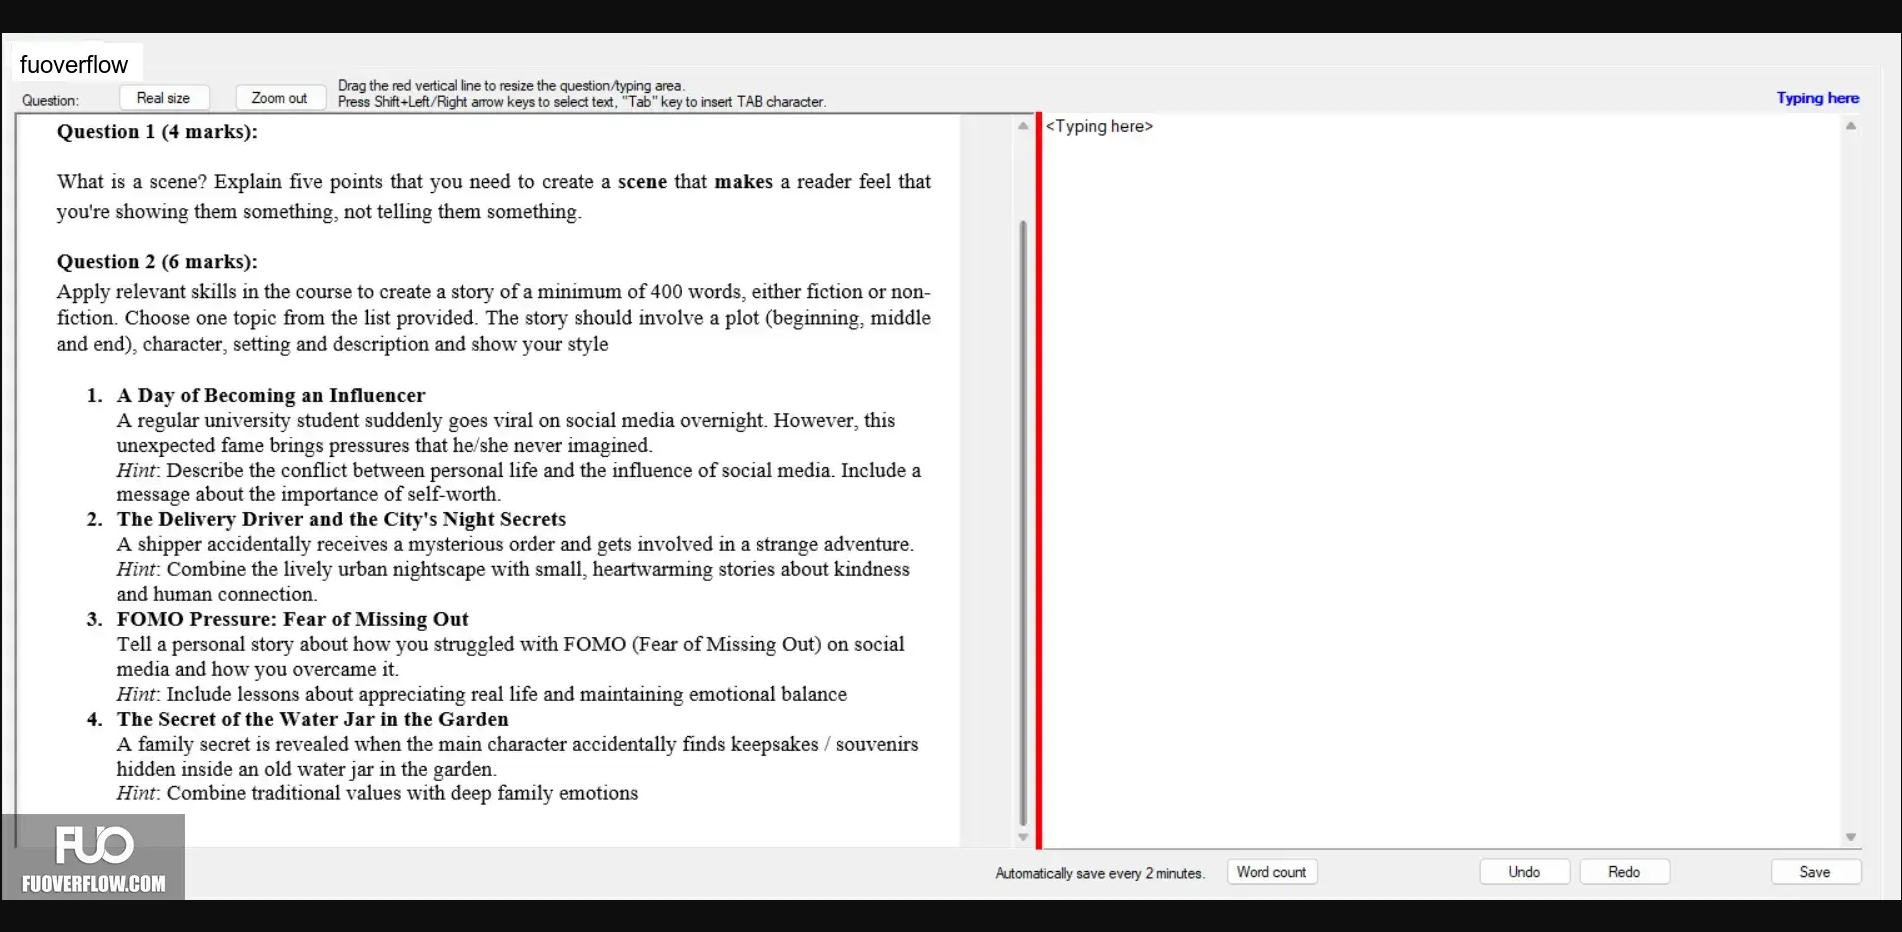 fuoverflow
Question:
Real size
Zoom out
Drag the red vertical line to resize the question/typing area.
Press Shift+Left/Right arrow keys to select text, "Tab" key to insert TAB character.
Typing here
Question 1 (4 marks):
What is a scene? Explain five points that you need to create a scene that makes a reader feel that
you're showing them something, not telling them something.
Question 2 (6 marks):
Apply relevant skills in the course to create a story of a minimum of 400 words, either fiction or non-
fiction. Choose one topic from the list provided. The story should involve a plot (beginning, middle
and end), character, setting and description and show your style
1. A Day of Becoming an Influencer
A regular university student suddenly goes viral on social media overnight. However, this
unexpected fame brings pressures that he/she never imagined.
Hint: Describe the conflict between personal life and the influence of social media. Include a
message about the importance of self-worth.
2. The Delivery Driver and the City's Night Secrets
A shipper accidentally receives a mysterious order and gets involved in a strange adventure.
Hint: Combine the lively urban nightscape with small, heartwarming stories about kindness
and human connection.
3. FOMO Pressure: Fear of Missing Out
Tell a personal story about how you struggled with FOMO (Fear of Missing Out) on social
media and how you overcame it.
Hint: Include lessons about appreciating real life and maintaining emotional balance
4. The Secret of the Water Jar in the Garden
A family secret is revealed when the main character accidentally finds keepsakes / souvenirs
hidden inside an old water jar in the garden.
Hint: Combine traditional values with deep family emotions
<Typing here>
FUO
FUOVERFLOW.COM
Automatically save every 2 minutes.
Word count
Undo
Redo
Save